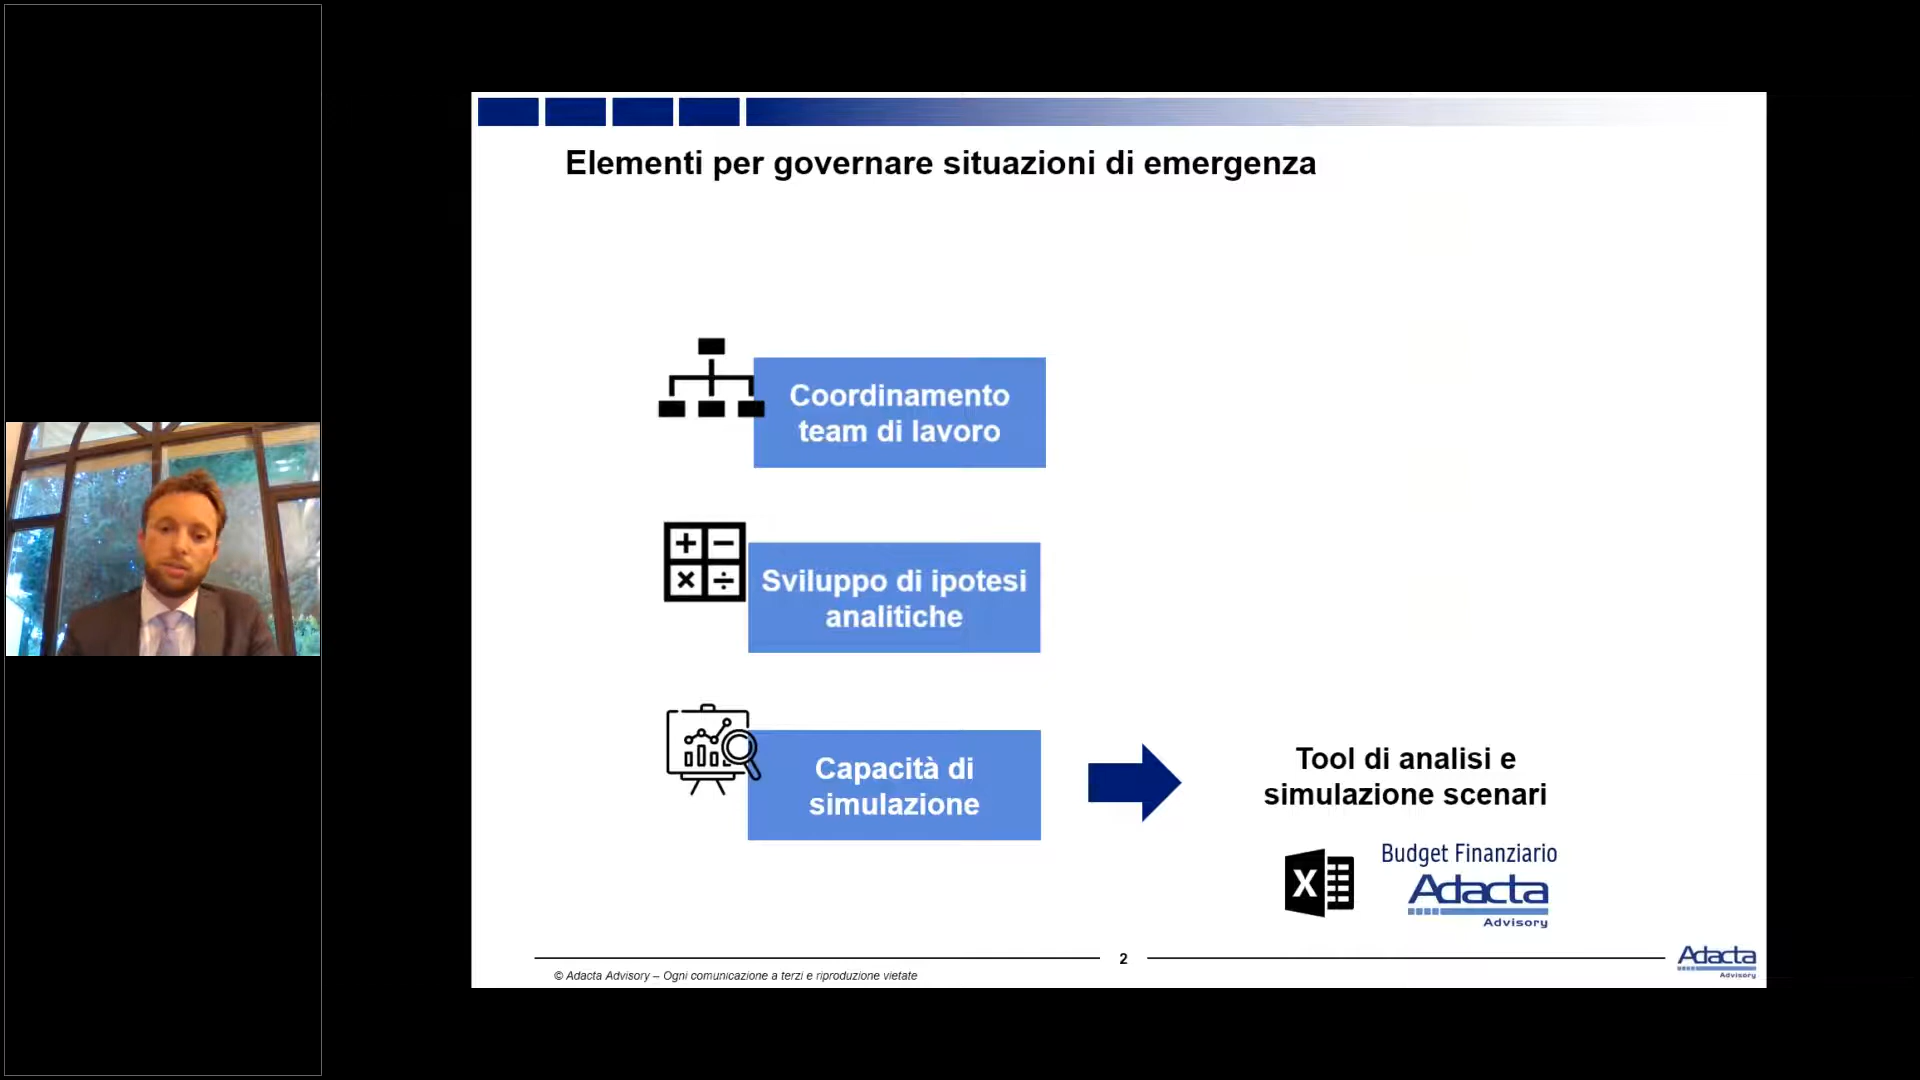 Elementi per governare situazioni di emergenza
Coordinamento
team di lavoro
Sviluppo di ipotesi
analitiche
Capacità di
simulazione
Tool di analisi e
simulazione scenari
X
Budget Finanziario
Adacta
Advisory
2
© Adacta Advisory – Ogni comunicazione a terzi e riproduzione vietate
Adacta
Advisory